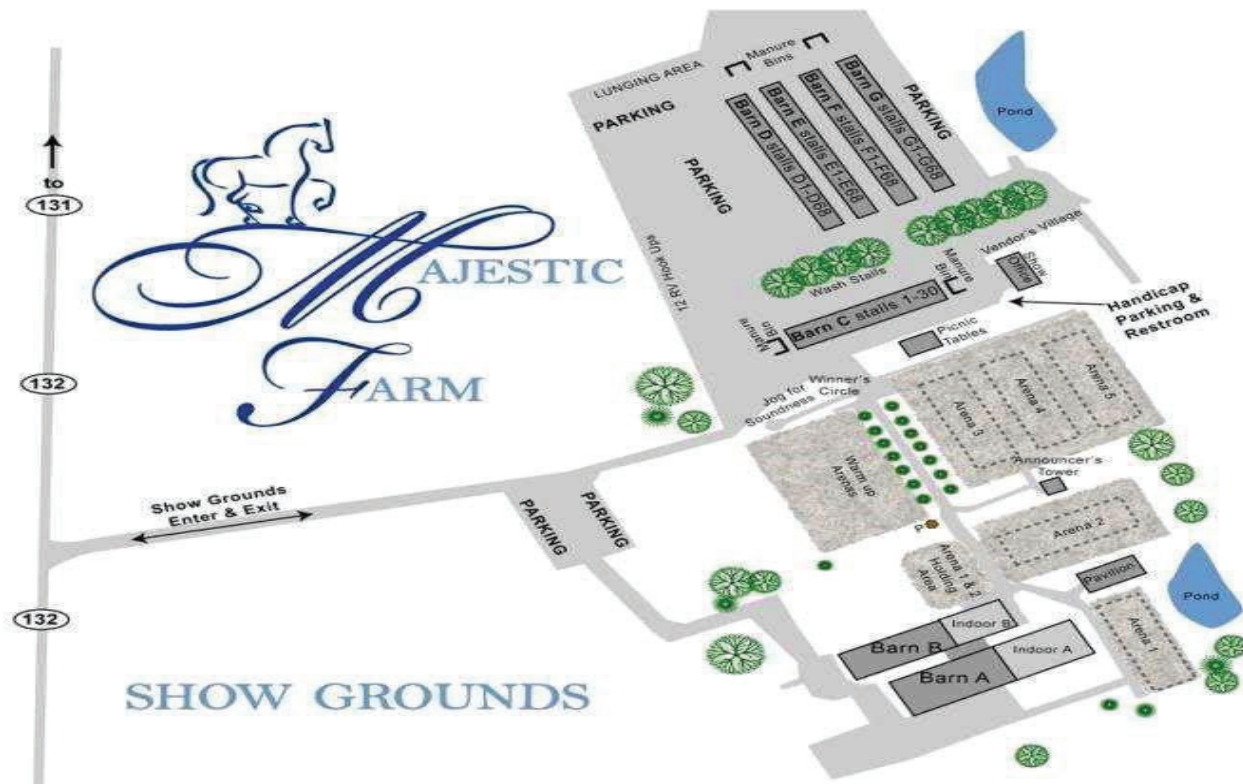 to
131
132
132
MAJESTIC
FARM
SHOW GROUNDS
Show Grounds
Enter & Exit
LUNGING AREA
PARKING
PARKING
PARKING
Manure
Bins
Barn D stalls D1-D68
Barn E stalls E1-E68
Barn F stalls F1-F68
Barn G stalls G1-G68
Pond
12 RV Hook Ups
Wash Stalls
Vendor's Village
Manure
Bin
Show
Office
Barn C stalls 1-30
Manure
Bin
Handicap
Parking &
Restroom
Picnic
Tables
Winner's
Circle
Jog for
Soundness
Warm up
Arenas
Arena 3
Arena 4
Arena 5
Announcer's
Tower
P
Arena 2
Arena 1 & 2
Holding
Area
Pavilion
Pond
Arena 1
PARKING
PARKING
Indoor B
Barn B
Indoor A
Barn A